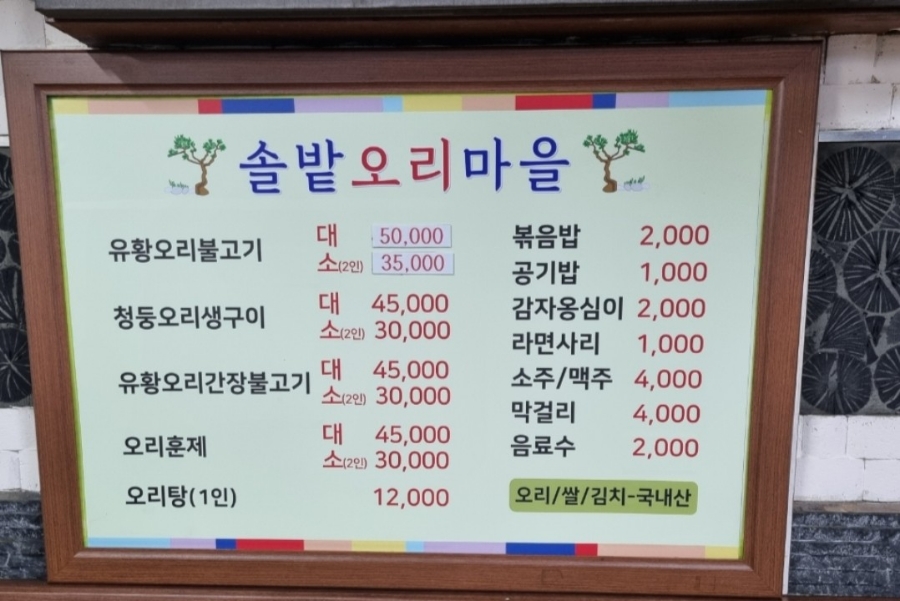 솔밭오리마을
유황오리불고기 대 50,000
소(2인) 35,000
청둥오리생구이 대 45,000
소(2인) 30,000
유황오리간장불고기 대 45,000
소(2인) 30,000
오리훈제 대 45,000
소(2인) 30,000
오리탕(1인) 12,000
볶음밥 2,000
공기밥 1,000
감자옹심이 2,000
라면사리 1,000
소주/맥주 4,000
막걸리 4,000
음료수 2,000
오리/쌀/김치-국내산